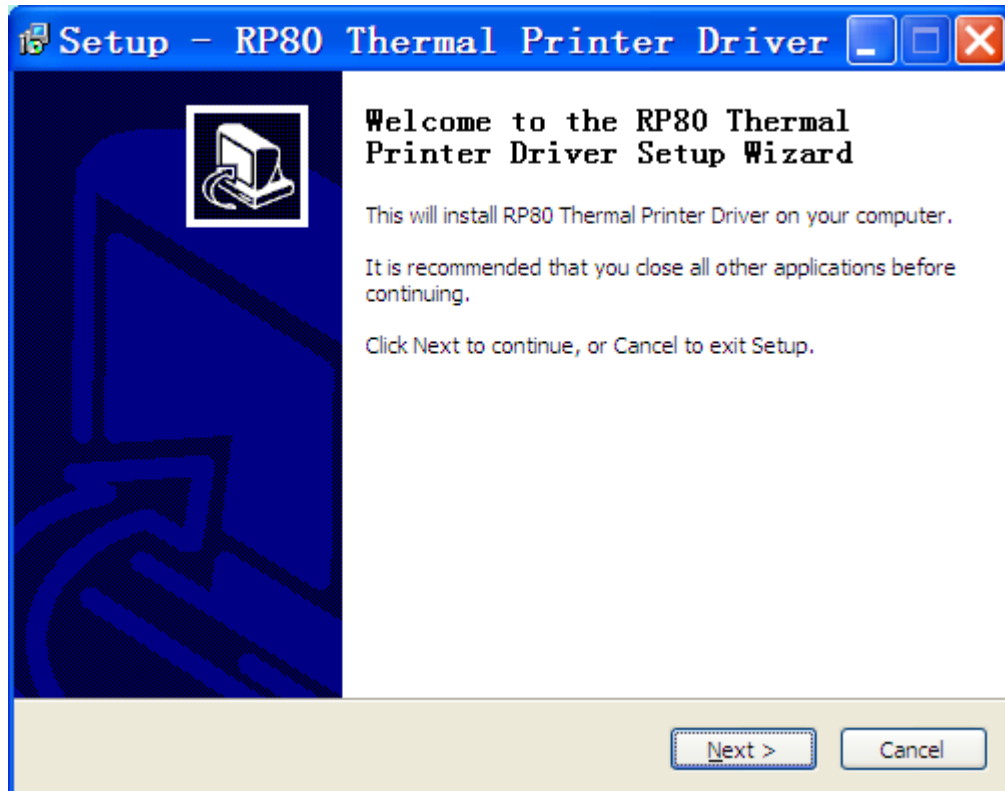 Setup - RP80 Thermal Printer Driver
Welcome to the RP80 Thermal
Printer Driver Setup Wizard
This will install RP80 Thermal Printer Driver on your computer.
It is recommended that you close all other applications before
continuing.
Click Next to continue, or Cancel to exit Setup.
Next >
Cancel